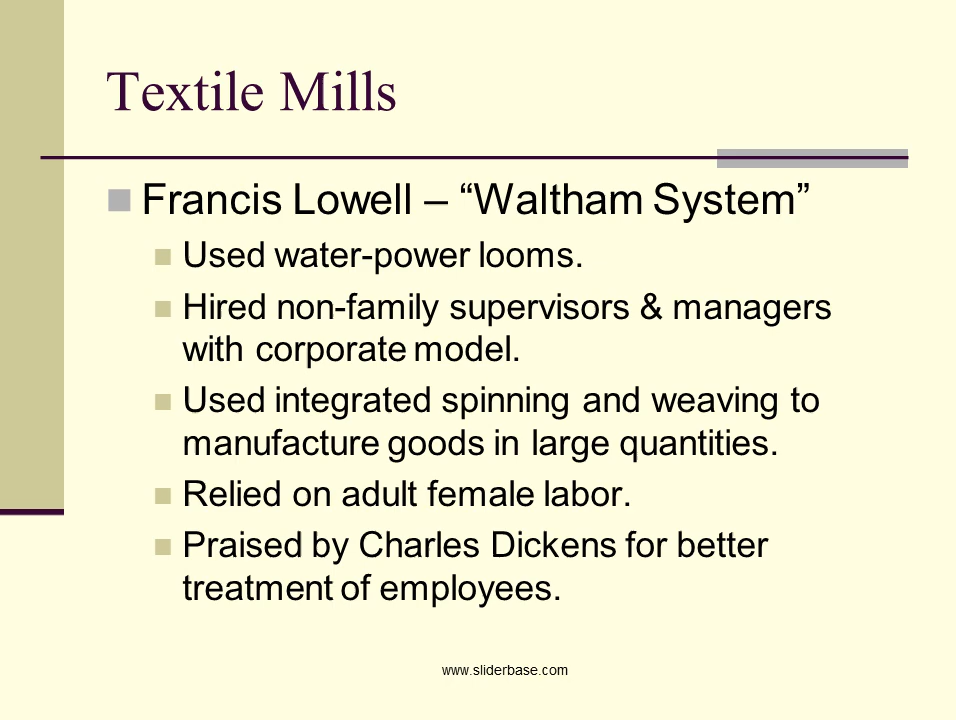 Textile Mills
Francis Lowell – “Waltham System”
Used water-power looms.
Hired non-family supervisors & managers
with corporate model.
Used integrated spinning and weaving to
manufacture goods in large quantities.
Relied on adult female labor.
Praised by Charles Dickens for better
treatment of employees.
www.sliderbase.com